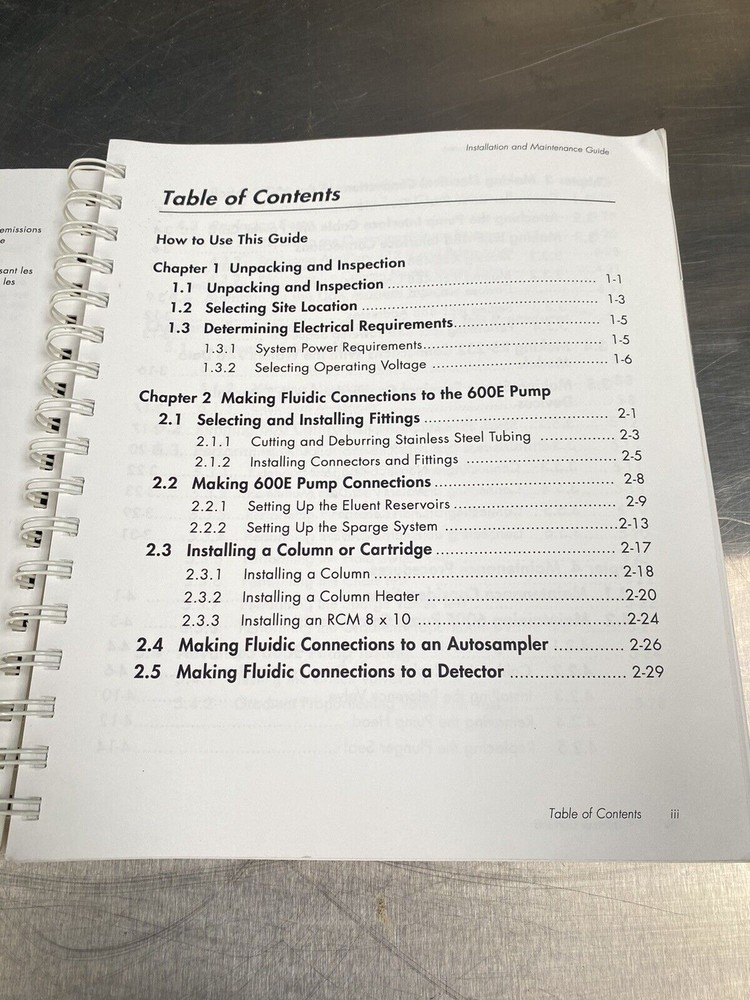 emissions
e
sant les
les
Installation and Maintenance Guide
Table of Contents
How to Use This Guide
Chapter 1 Unpacking and Inspection
1.1 Unpacking and Inspection ........ 1-1
1.2 Selecting Site Location ........ 1-3
1.3 Determining Electrical Requirements........ 1-5
1.3.1 System Power Requirements........ 1-5
1.3.2 Selecting Operating Voltage ........ 1-6
Chapter 2 Making Fluidic Connections to the 600E Pump
2.1 Selecting and Installing Fittings ........ 2-1
2.1.1 Cutting and Deburring Stainless Steel Tubing ........ 2-3
2.1.2 Installing Connectors and Fittings ........ 2-5
2.2 Making 600E Pump Connections ........ 2-8
2.2.1 Setting Up the Eluent Reservoirs ........ 2-9
2.2.2 Setting Up the Sparge System ........ 2-13
2.3 Installing a Column or Cartridge ........ 2-17
2.3.1 Installing a Column ........ 2-18
2.3.2 Installing a Column Heater ........ 2-20
2.3.3 Installing an RCM 8 x 10 ........ 2-24
2.4 Making Fluidic Connections to an Autosampler ........ 2-26
2.5 Making Fluidic Connections to a Detector ........ 2-29
Table of Contents iii